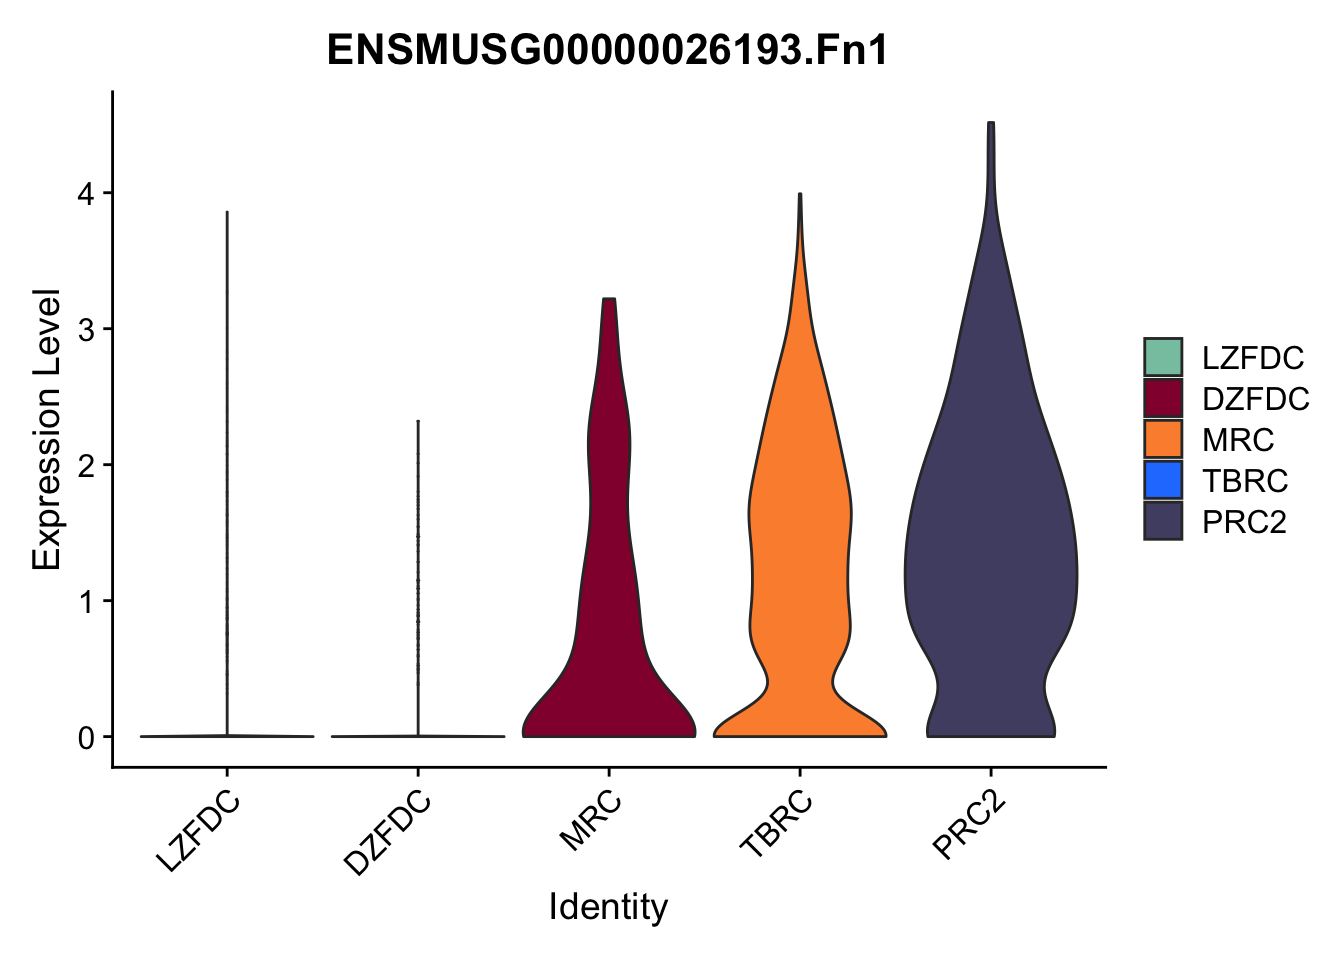 ENSMUSG00000026193.Fn1
Expression Level
4
3
2
1
0
LZFDC
DZFDC
MRC
TBRC
PRC2
Identity
LZFDC
DZFDC
MRC
TBRC
PRC2